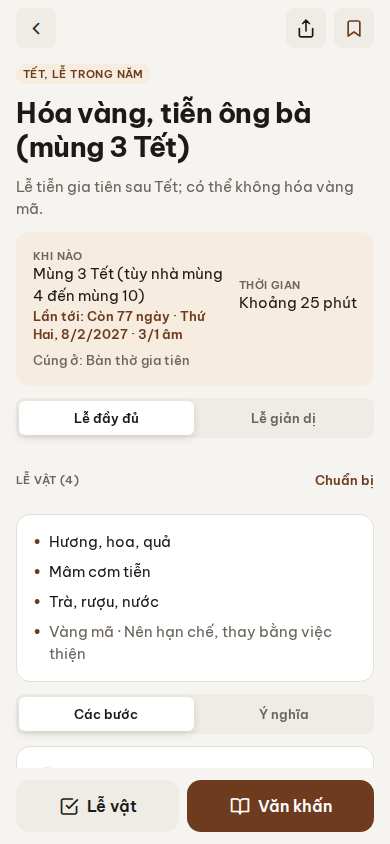 TẾT, LỄ TRONG NĂM
Hóa vàng, tiễn ông bà
(mùng 3 Tết)
Lễ tiễn gia tiên sau Tết; có thể không hóa vàng
mã.
KHI NÀO
Mùng 3 Tết (tùy nhà mùng
4 đến mùng 10)
Lần tới: Còn 77 ngày · Thứ
Hai, 8/2/2027 · 3/1 âm
THỜI GIAN
Khoảng 25 phút
Cúng ở: Bàn thờ gia tiên
Lễ đầy đủ
Lễ giản dị
LỄ VẬT (4)
Chuẩn bị
• Hương, hoa, quả
• Mâm cơm tiễn
• Trà, rượu, nước
• Vàng mã · Nên hạn chế, thay bằng việc
thiện
Các bước
Ý nghĩa
Lễ vật
Văn khấn